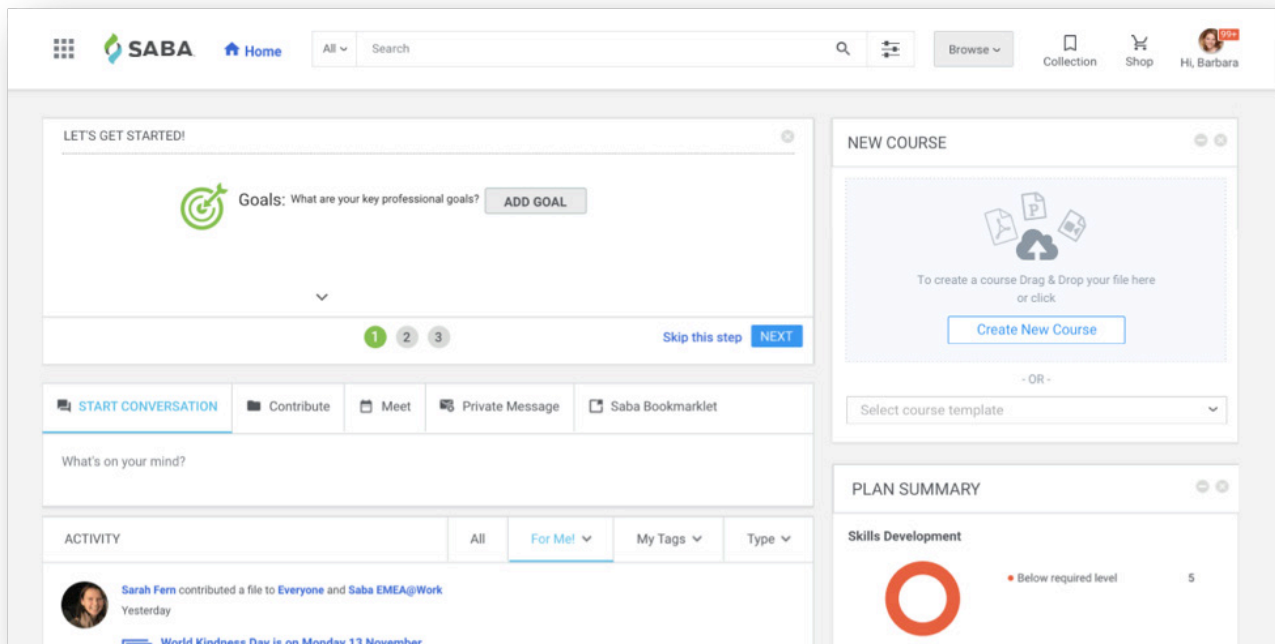 SABA
Home
All
Search
Browse
Collection
Shop
99+
Hi, Barbara
LET'S GET STARTED!
Goals: What are your key professional goals?
ADD GOAL
1 2 3
Skip this step
NEXT
START CONVERSATION
Contribute
Meet
Private Message
Saba Bookmarklet
What's on your mind?
ACTIVITY
All
For Me!
My Tags
Type
Sarah Fern contributed a file to Everyone and Saba EMEA@Work
Yesterday
World Kindness Day is on Monday 13 November
NEW COURSE
P
To create a course Drag & Drop your file here
or click
Create New Course
- OR -
Select course template
PLAN SUMMARY
Skills Development
Below required level 5